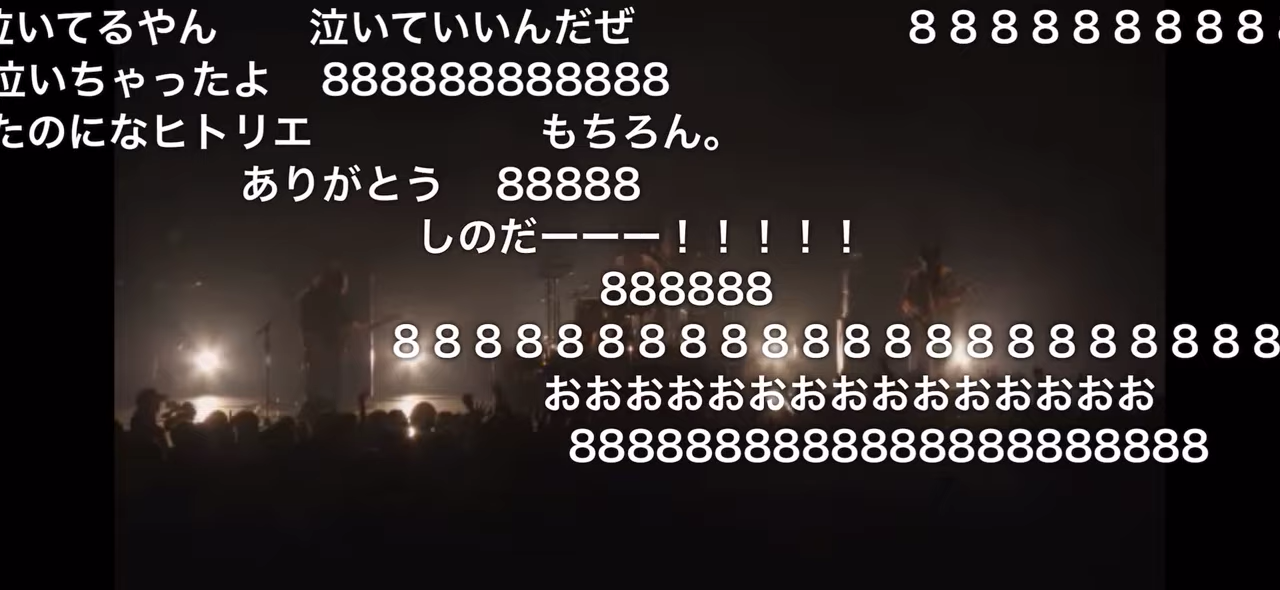 泣いてるやん 泣いていいんだぜ ８８８８８８８８８
泣いちゃったよ 888888888888
たのになヒトリエ もちろん。
ありがとう 88888
しのだーーー！！！！！
888888
８８８８８８８８８８８８８８８８８８８８８８
おおおおおおおおおおおおおおお
8888888888888888888888